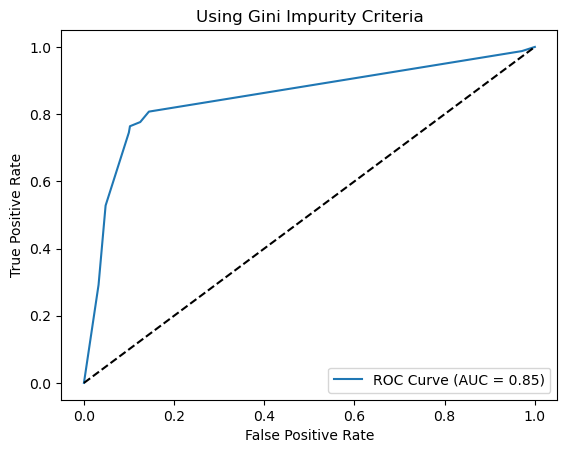 Using Gini Impurity Criteria
1.0
0.8
0.6
0.4
0.2
0.0
True Positive Rate
ROC Curve (AUC = 0.85)
0.0 0.2 0.4 0.6 0.8 1.0
False Positive Rate